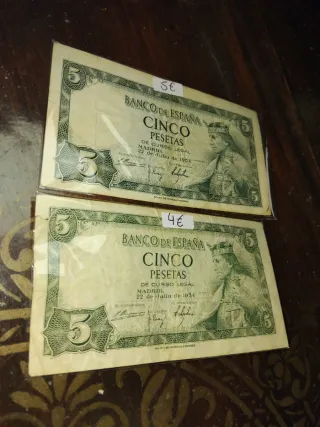 5€
5
BANCO DE ESPAÑA
CINCO
PESETAS
DE CURSO LEGAL
MADRID
22 de Julio de 1954
5
4€
5
BANCO DE ESPAÑA
CINCO
PESETAS
DE CURSO LEGAL
MADRID
22 de Julio de 1954
5